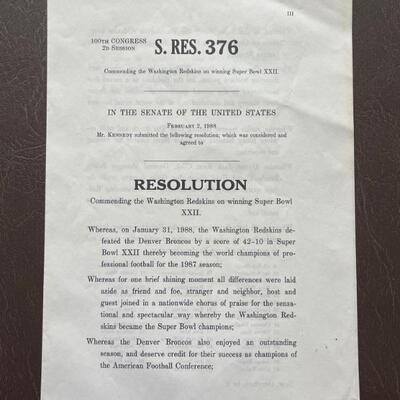 III
100TH CONGRESS
2D SESSION
S. RES. 376
Commending the Washington Redskins on winning Super Bowl XXII.
IN THE SENATE OF THE UNITED STATES
FEBRUARY 2, 1988
Mr. KENNEDY submitted the following resolution; which was considered and
agreed to
RESOLUTION
Commending the Washington Redskins on winning Super Bowl
XXII.
Whereas, on January 31, 1988, the Washington Redskins de-
feated the Denver Broncos by a score of 42-10 in Super
Bowl XXII thereby becoming the world champions of pro-
fessional football for the 1987 season;
Whereas for one brief shining moment all differences were laid
aside as friend and foe, stranger and neighbor, host and
guest joined in a nationwide chorus of praise for the sensa-
tional and spectacular way whereby the Washington Red-
skins became the Super Bowl champions;
Whereas the Denver Broncos also enjoyed an outstanding
season, and deserve credit for their success as champions of
the American Football Conference;